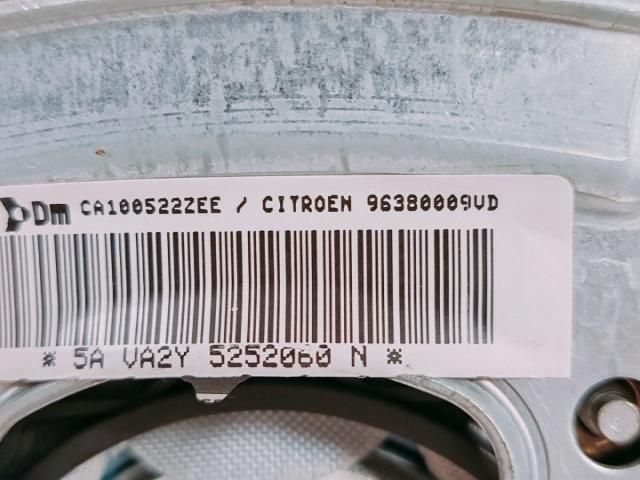 Dm CA100522ZEE / CITROEN 96380009VD
* 5A VA2Y 5252060 N *